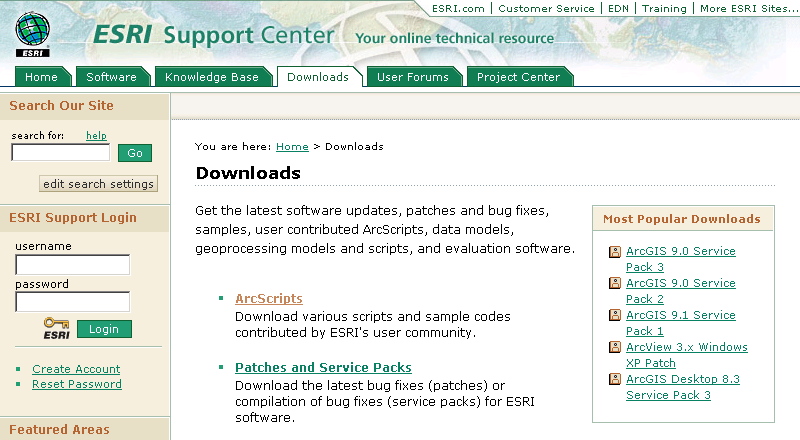 ESRI.com | Customer Service | EDN | Training | More ESRI Sites...
ESRI
ESRI Support Center Your online technical resource
Home Software Knowledge Base Downloads User Forums Project Center
Search Our Site
search for: help
Go
edit search settings
ESRI Support Login
username
password
ESRI Login
Create Account
Reset Password
Featured Areas
You are here: Home > Downloads
Downloads
Get the latest software updates, patches and bug fixes,
samples, user contributed ArcScripts, data models,
geoprocessing models and scripts, and evaluation software.
ArcScripts
Download various scripts and sample codes
contributed by ESRI's user community.
Patches and Service Packs
Download the latest bug fixes (patches) or
compilation of bug fixes (service packs) for ESRI
software.
Most Popular Downloads
ArcGIS 9.0 Service
Pack 3
ArcGIS 9.0 Service
Pack 2
ArcGIS 9.1 Service
Pack 1
ArcView 3.x Windows
XP Patch
ArcGIS Desktop 8.3
Service Pack 3